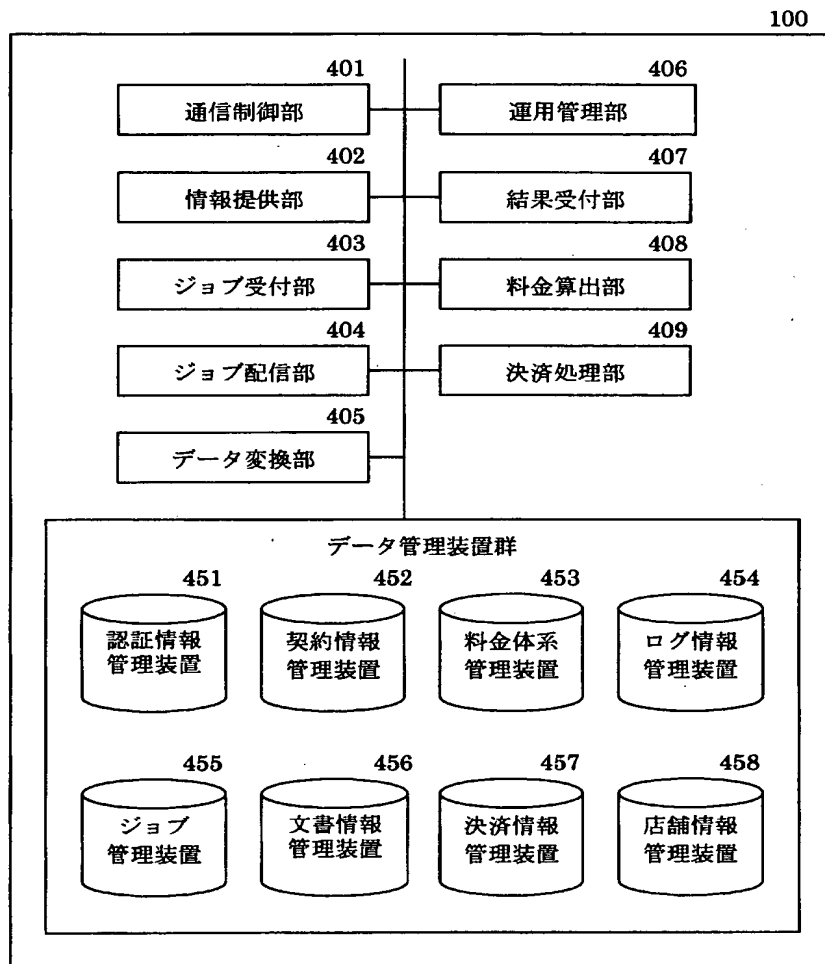 100
401
通信制御部
406
運用管理部
402
情報提供部
407
結果受付部
403
ジョブ受付部
408
料金算出部
404
ジョブ配信部
409
決済処理部
405
データ変換部
データ管理装置群
451
認証情報
管理装置
452
契約情報
管理装置
453
料金体系
管理装置
454
ログ情報
管理装置
455
ジョブ
管理装置
456
文書情報
管理装置
457
決済情報
管理装置
458
店舗情報
管理装置